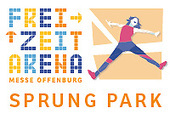 FREI
ZEIT
ARENA
MESSE OFFENBURG
SPRUNG PARK